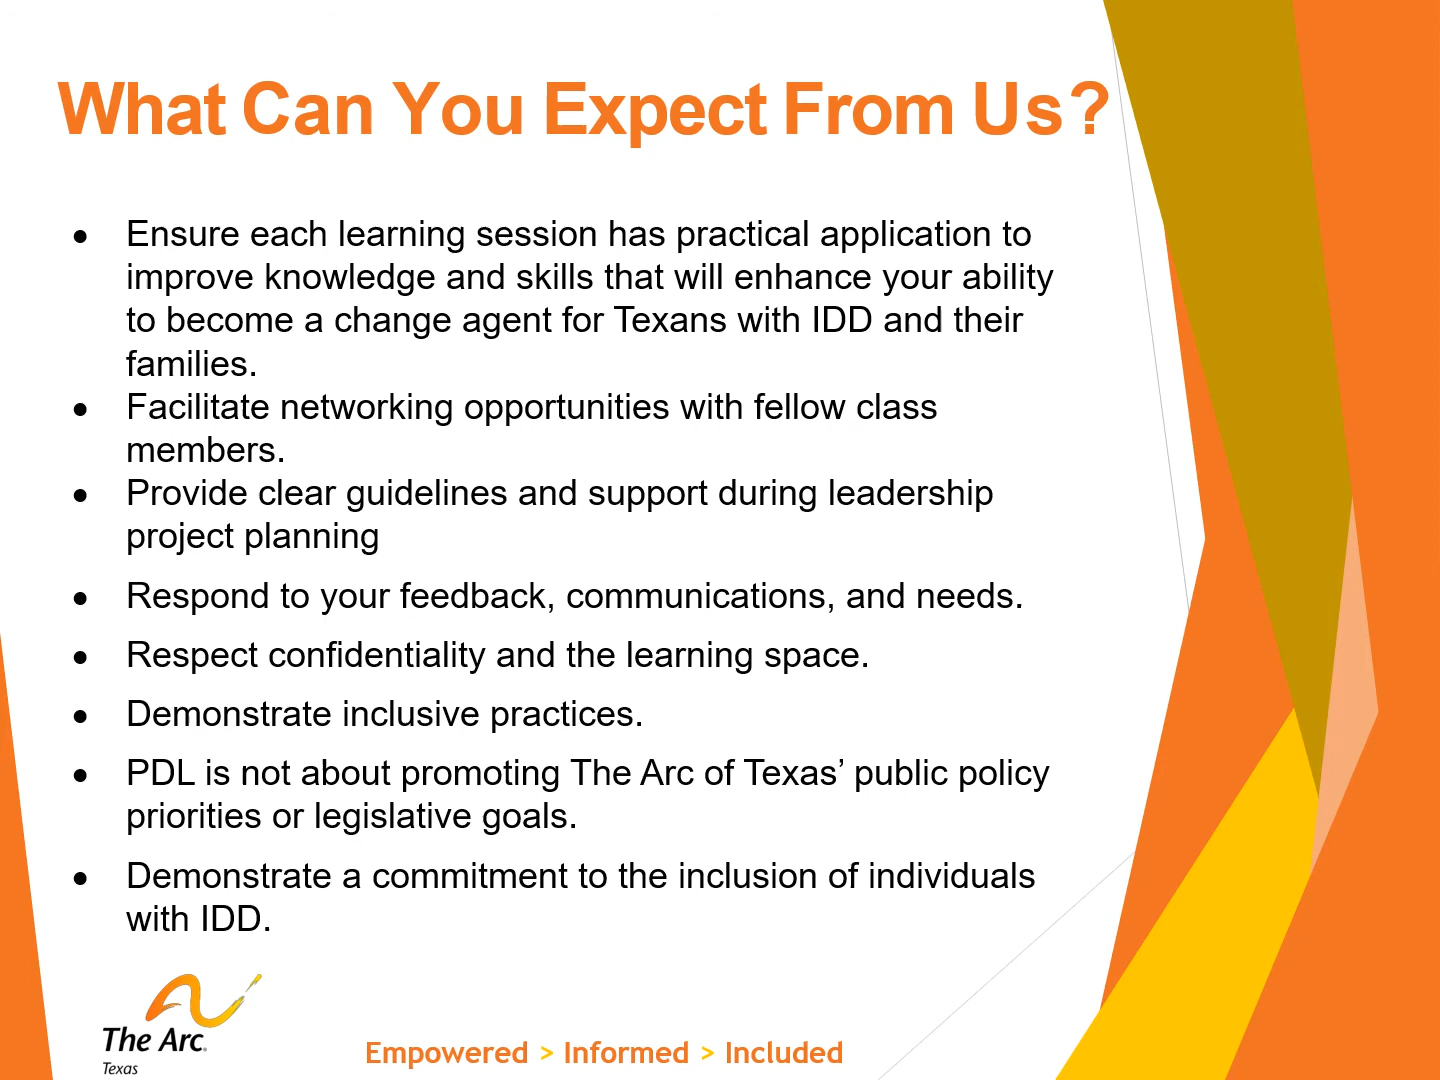 What Can You Expect From Us?
● Ensure each learning session has practical application to
improve knowledge and skills that will enhance your ability
to become a change agent for Texans with IDD and their
families.
● Facilitate networking opportunities with fellow class
members.
● Provide clear guidelines and support during leadership
project planning
● Respond to your feedback, communications, and needs.
● Respect confidentiality and the learning space.
● Demonstrate inclusive practices.
● PDL is not about promoting The Arc of Texas’ public policy
priorities or legislative goals.
● Demonstrate a commitment to the inclusion of individuals
with IDD.
The Arc.
Texas
Empowered > Informed > Included